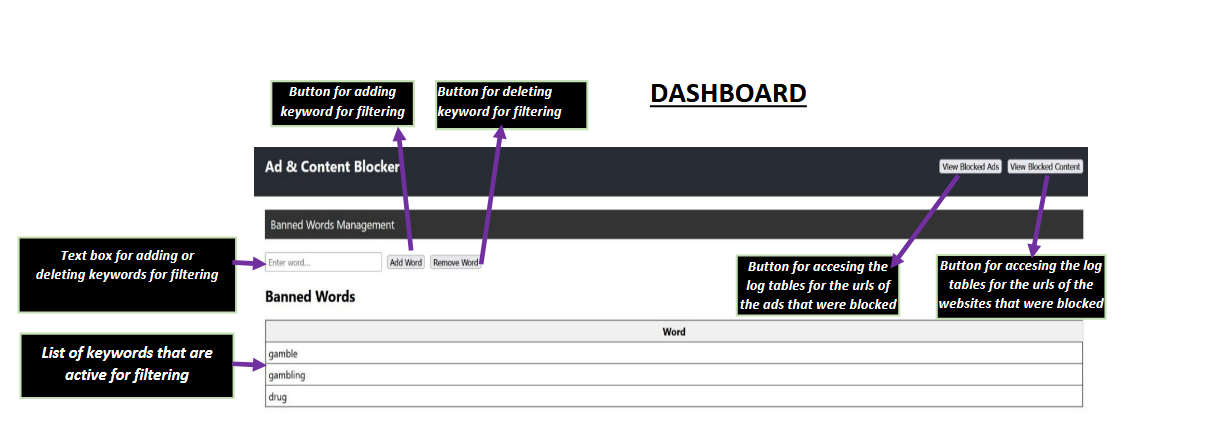 DASHBOARD
Button for adding
keyword for filtering
Button for deleting
keyword for filtering
Ad & Content Blocker
View Blocked Ads
View Blocked Content
Banned Words Management
Text box for adding or
deleting keywords for filtering
Enter word...
Add Word
Remove Word
Button for accesing the
log tables for the urls of
the ads that were blocked
Button for accesing the log
tables for the urls of the
websites that were blocked
Banned Words
List of keywords that are
active for filtering
Word
gamble
gambling
drug